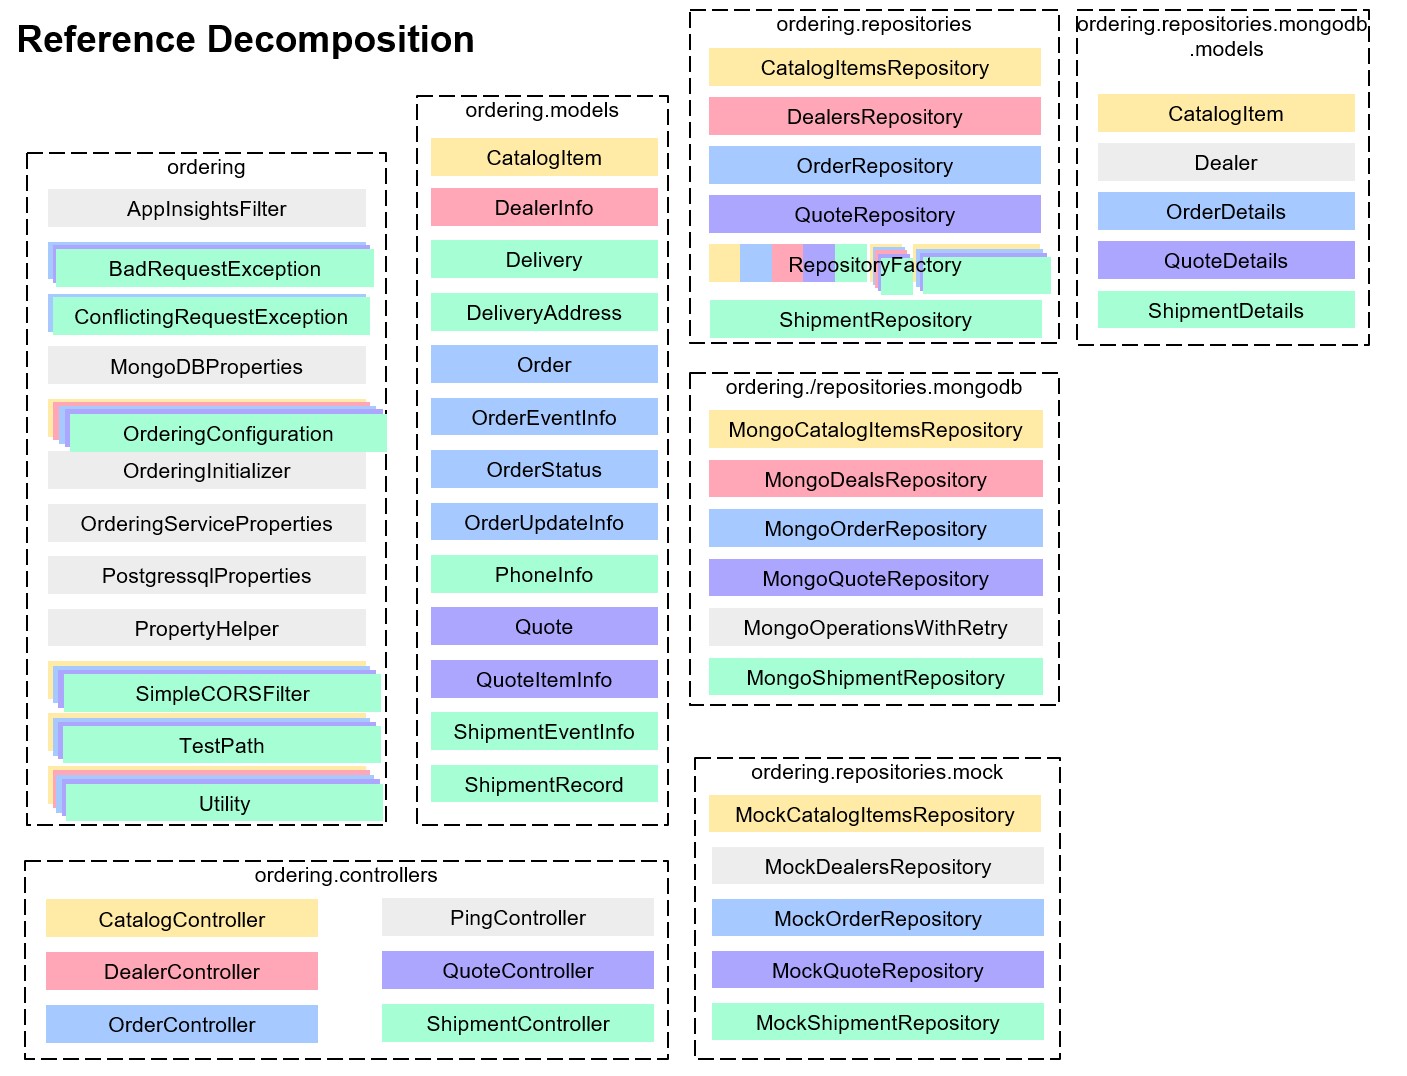 Reference Decomposition
ordering
AppInsightsFilter
BadRequestException
ConflictingRequestException
MongoDBProperties
OrderingConfiguration
OrderingInitializer
OrderingServiceProperties
PostgressqlProperties
PropertyHelper
SimpleCORSFilter
TestPath
Utility
ordering.models
CatalogItem
DealerInfo
Delivery
DeliveryAddress
Order
OrderEventInfo
OrderStatus
OrderUpdateInfo
PhoneInfo
Quote
QuoteItemInfo
ShipmentEventInfo
ShipmentRecord
ordering.repositories
CatalogItemsRepository
DealersRepository
OrderRepository
QuoteRepository
RepositoryFactory
ShipmentRepository
ordering.repositories.mongodb
.models
CatalogItem
Dealer
OrderDetails
QuoteDetails
ShipmentDetails
ordering./repositories.mongodb
MongoCatalogItemsRepository
MongoDealsRepository
MongoOrderRepository
MongoQuoteRepository
MongoOperationsWithRetry
MongoShipmentRepository
ordering.repositories.mock
MockCatalogItemsRepository
MockDealersRepository
MockOrderRepository
MockQuoteRepository
MockShipmentRepository
ordering.controllers
CatalogController
DealerController
OrderController
PingController
QuoteController
ShipmentController